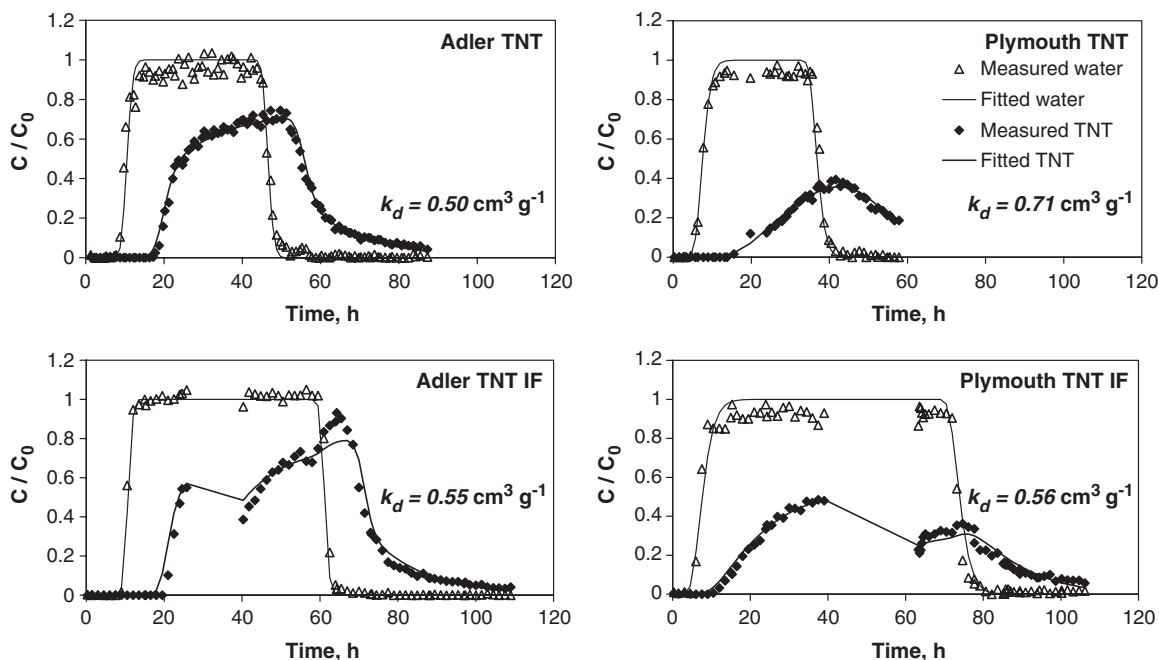 Adler TNT
C / C₀
1.2
1
0.8
0.6
0.4
0.2
0
k_d = 0.50 cm³ g⁻¹
0 20 40 60 80 100 120
Time, h
Plymouth TNT
Measured water
Fitted water
Measured TNT
Fitted TNT
C / C₀
1.2
1
0.8
0.6
0.4
0.2
0
k_d = 0.71 cm³ g⁻¹
0 20 40 60 80 100 120
Time, h
Adler TNT IF
C / C₀
1.2
1
0.8
0.6
0.4
0.2
0
k_d = 0.55 cm³ g⁻¹
0 20 40 60 80 100 120
Time, h
Plymouth TNT IF
C / C₀
1.2
1
0.8
0.6
0.4
0.2
0
k_d = 0.56 cm³ g⁻¹
0 20 40 60 80 100 120
Time, h